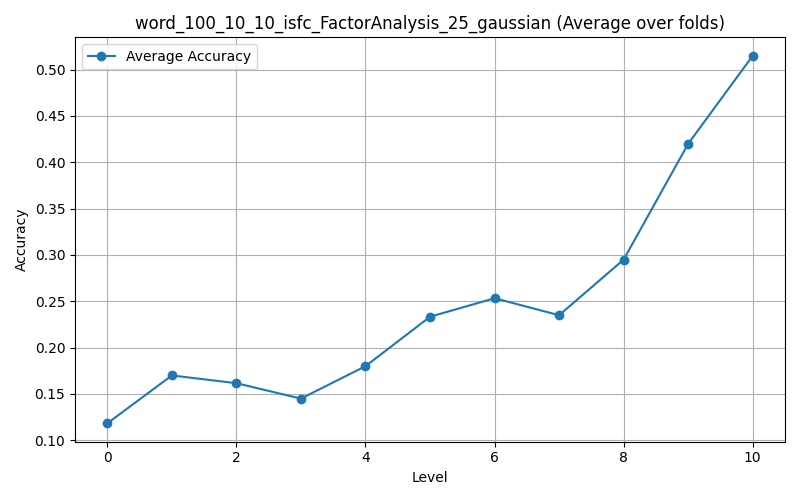 word_100_10_10_isfc_FactorAnalysis_25_gaussian (Average over folds)
Average Accuracy
0.50
0.45
0.40
0.35
0.30
0.25
0.20
0.15
0.10
Accuracy
0 2 4 6 8 10
Level